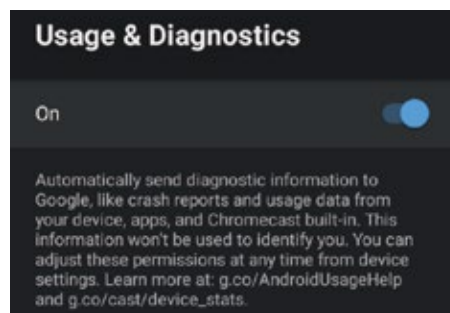 Usage & Diagnostics
On
Automatically send diagnostic information to
Google, like crash reports and usage data from
your device, apps, and Chromecast built-in. This
information won't be used to identify you. You can
adjust these permissions at any time from device
settings. Learn more at: g.co/AndroidUsageHelp
and g.co/cast/device_stats.